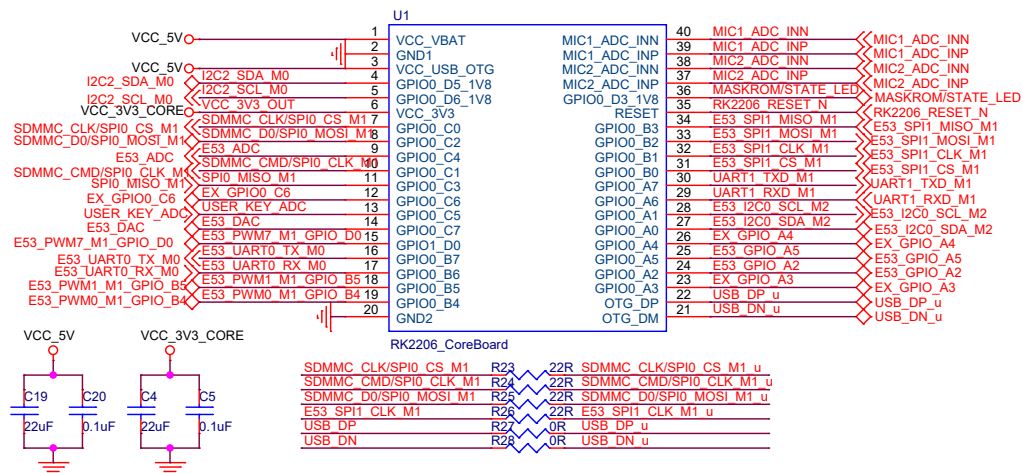 U1
VCC_5V 1 VCC_VBAT MIC1_ADC_INN 40 MIC1_ADC_INN MIC1_ADC_INN
2 GND1 MIC1_ADC_INP 39 MIC1_ADC_INP MIC1_ADC_INP
VCC_5V 3 VCC_USB_OTG MIC2_ADC_INN 38 MIC2_ADC_INN MIC2_ADC_INN
I2C2_SDA_M0 I2C2_SDA_M0 4 GPIO0_D5_1V8 MIC2_ADC_INP 37 MIC2_ADC_INP MIC2_ADC_INP
I2C2_SCL_M0 I2C2_SCL_M0 5 GPIO0_D6_1V8 GPIO0_D3_1V8 36 MASKROM/STATE_LED MASKROM/STATE_LED
VCC_3V3_CORE VCC_3V3_OUT 6 VCC_3V3 RESET 35 RK2206_RESET_N RK2206_RESET_N
SDMMC_CLK/SPI0_CS_M1 SDMMC_CLK/SPI0_CS_M1 7 GPIO0_C0 GPIO0_B3 34 E53_SPI1_MISO_M1 E53_SPI1_MISO_M1
SDMMC_D0/SPI0_MOSI_M1 SDMMC_D0/SPI0_MOSI_M1 8 GPIO0_C2 GPIO0_B2 33 E53_SPI1_MOSI_M1 E53_SPI1_MOSI_M1
E53_ADC E53_ADC 9 GPIO0_C4 GPIO0_B1 32 E53_SPI1_CLK_M1 E53_SPI1_CLK_M1
SDMMC_CMD/SPI0_CLK_M1 SDMMC_CMD/SPI0_CLK_M1 10 GPIO0_C1 GPIO0_B0 31 E53_SPI1_CS_M1 E53_SPI1_CS_M1
SPI0_MISO_M1 SPI0_MISO_M1 11 GPIO0_C3 GPIO0_A7 30 UART1_TXD_M1 UART1_TXD_M1
EX_GPIO0_C6 EX_GPIO0_C6 12 GPIO0_C6 GPIO0_A6 29 UART1_RXD_M1 UART1_RXD_M1
USER_KEY_ADC USER_KEY_ADC 13 GPIO0_C5 GPIO0_A1 28 E53_I2C0_SCL_M2 E53_I2C0_SCL_M2
E53_DAC E53_DAC 14 GPIO0_C7 GPIO0_A0 27 E53_I2C0_SDA_M2 E53_I2C0_SDA_M2
E53_PWM7_M1_GPIO_D0 E53_PWM7_M1_GPIO_D0 15 GPIO1_D0 GPIO0_A4 26 EX_GPIO_A4 EX_GPIO_A4
E53_UART0_TX_M0 E53_UART0_TX_M0 16 GPIO0_B7 GPIO0_A5 25 E53_GPIO_A5 E53_GPIO_A5
E53_UART0_RX_M0 E53_UART0_RX_M0 17 GPIO0_B6 GPIO0_A2 24 E53_GPIO_A2 E53_GPIO_A2
E53_PWM1_M1_GPIO_B5 E53_PWM1_M1_GPIO_B5 18 GPIO0_B5 GPIO0_A3 23 EX_GPIO_A3 EX_GPIO_A3
E53_PWM0_M1_GPIO_B4 E53_PWM0_M1_GPIO_B4 19 GPIO0_B4 OTG_DP 22 USB_DP_u USB_DP_u
20 GND2 OTG_DM 21 USB_DN_u USB_DN_u
RK2206_CoreBoard
VCC_5V VCC_3V3_CORE
C19 C20 C4 C5
22uF 0.1uF 22uF 0.1uF
SDMMC_CLK/SPI0_CS_M1 R23 22R SDMMC_CLK/SPI0_CS_M1_u
SDMMC_CMD/SPI0_CLK_M1 R24 22R SDMMC_CMD/SPI0_CLK_M1_u
SDMMC_D0/SPI0_MOSI_M1 R25 22R SDMMC_D0/SPI0_MOSI_M1_u
E53_SPI1_CLK_M1 R26 22R E53_SPI1_CLK_M1_u
USB_DP R27 0R USB_DP_u
USB_DN R28 0R USB_DN_u